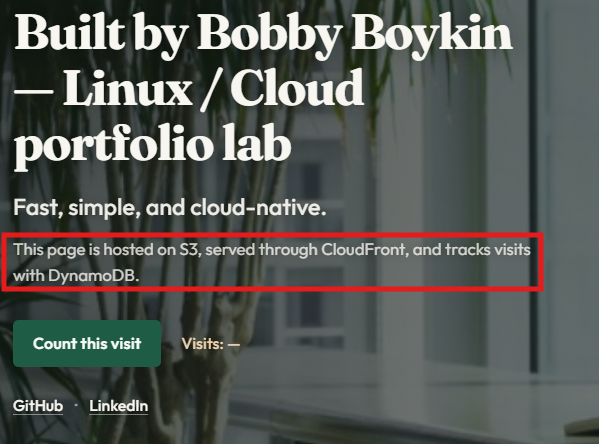 Built by Bobby Boykin
— Linux / Cloud
portfolio lab
Fast, simple, and cloud-native.
This page is hosted on S3, served through CloudFront, and tracks visits
with DynamoDB.
Count this visit Visits: —
GitHub · LinkedIn